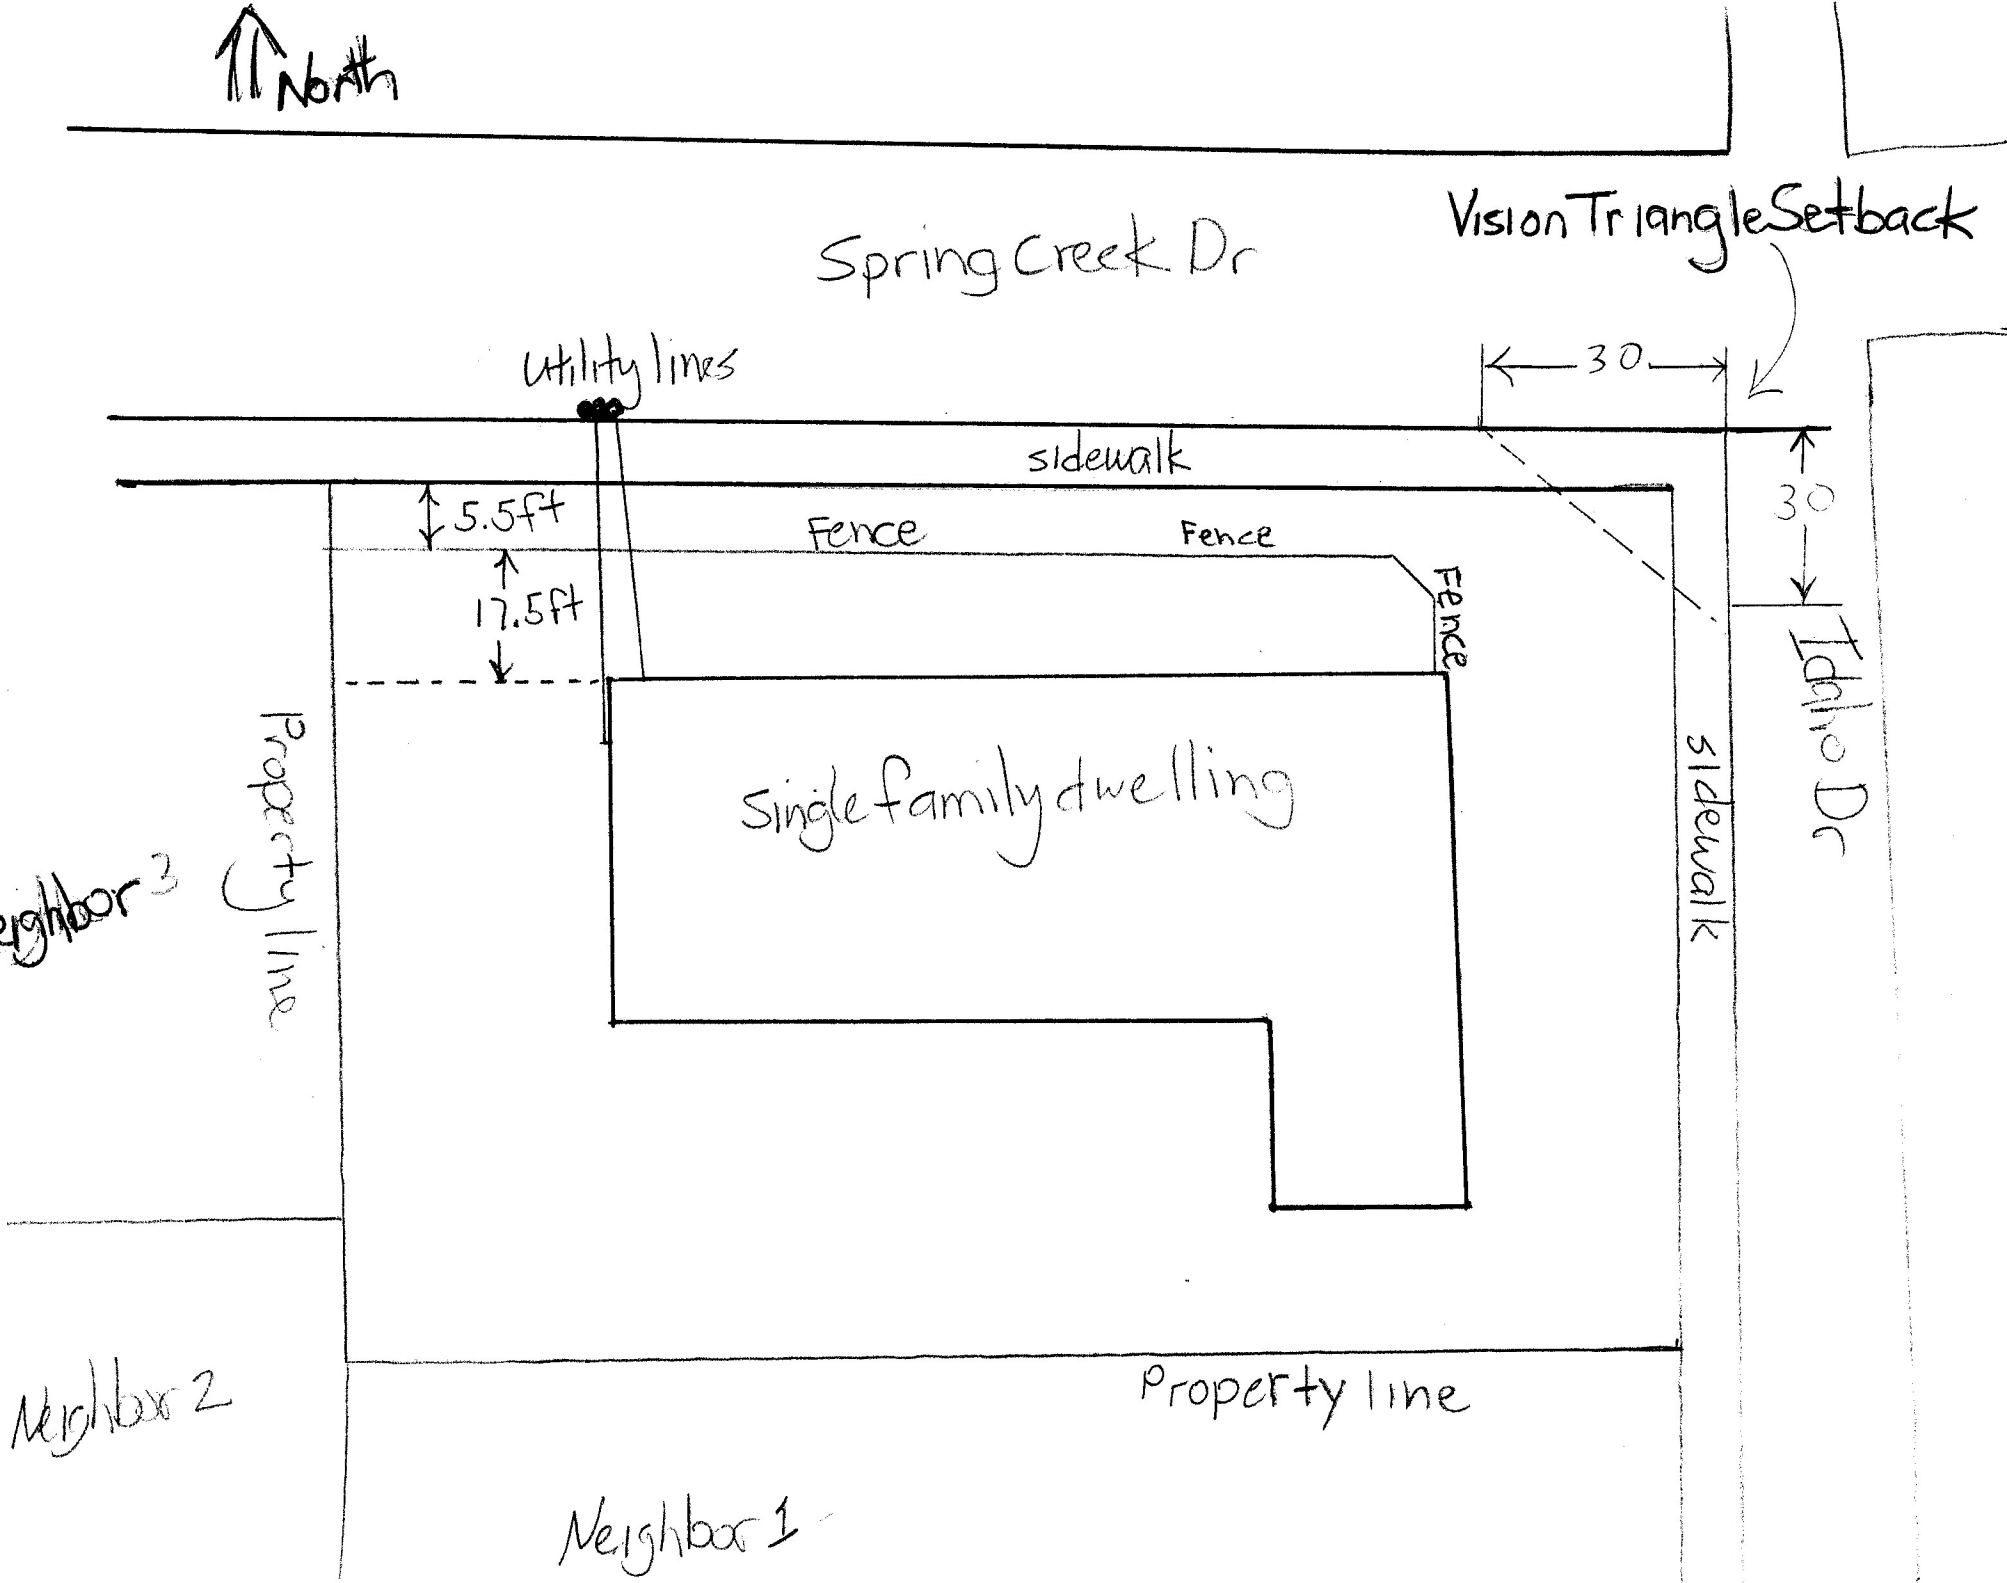 North
Vision Triangle Setback
Spring Creek Dr
Utility lines
30
sidewalk
30
5.5ft
Fence
Fence
Fence
17.5ft
Idaho Dr
Property line
sidewalk
Single family dwelling
eighbor 3
Property line
Neighbor 2
Neighbor 1